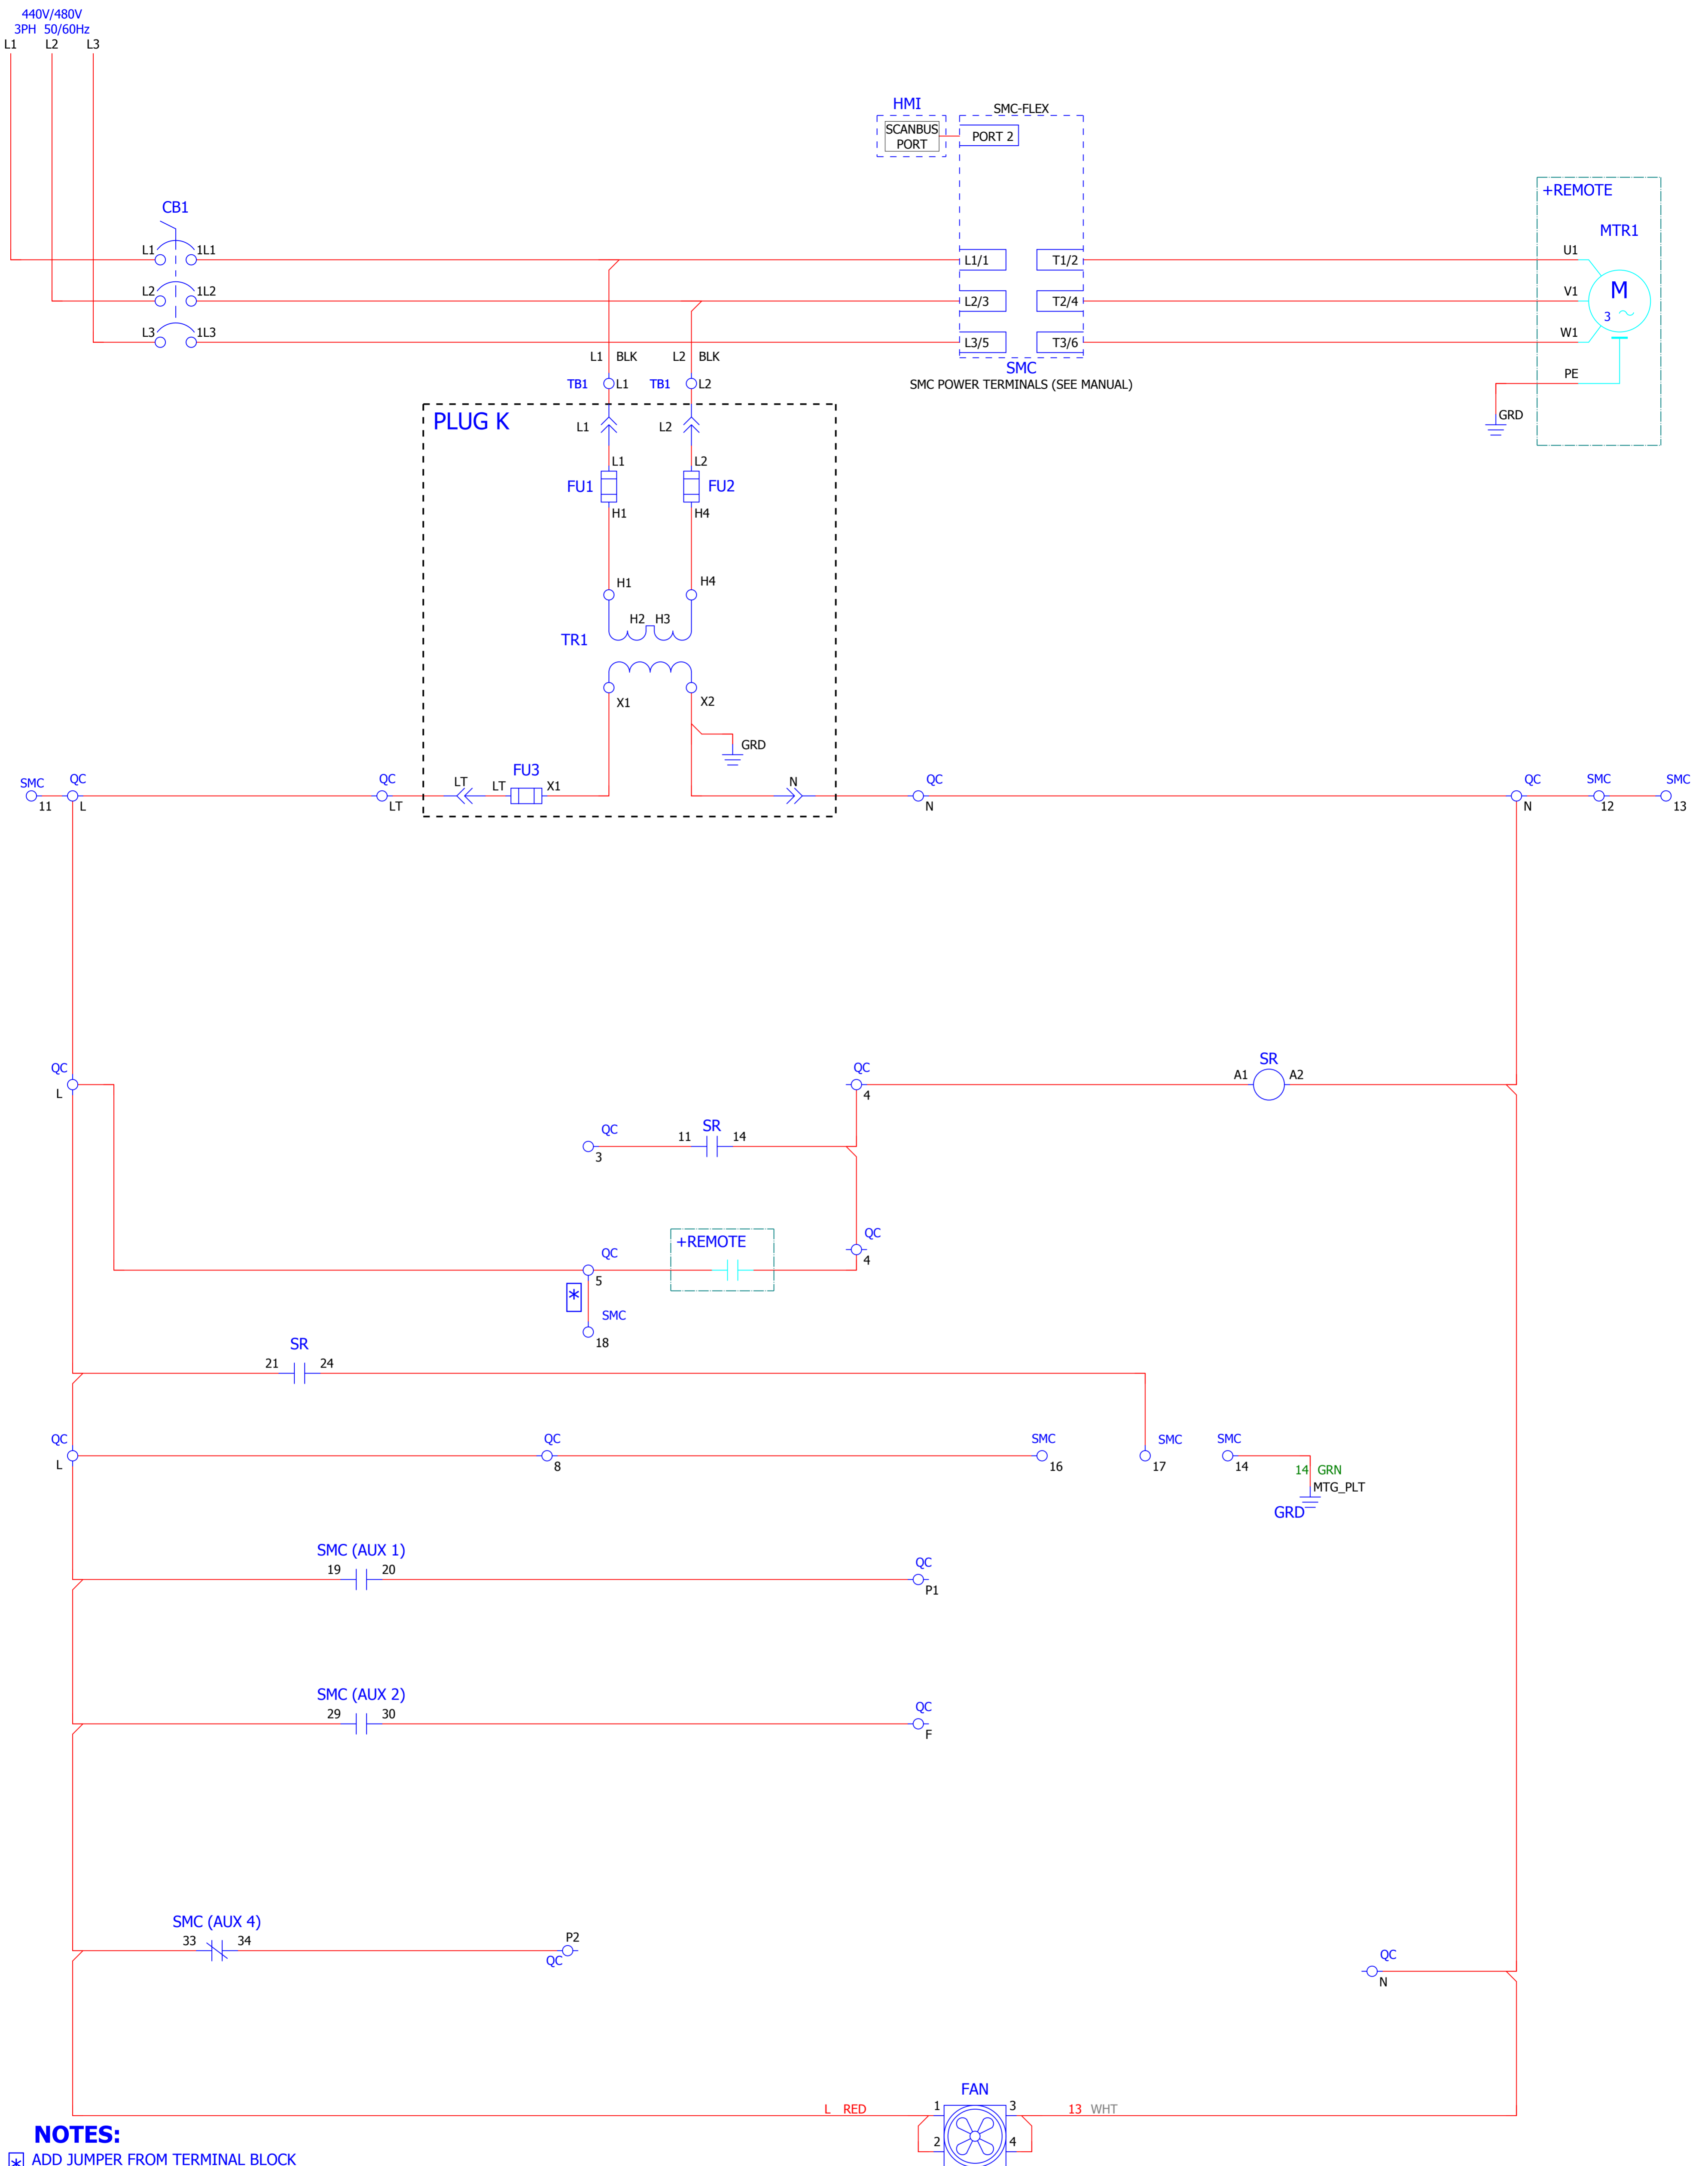 440V/480V
3PH 50/60Hz
L1 L2 L3
HMI
SMC-FLEX
SCANBUS
PORT
PORT 2
+REMOTE
CB1
MTR1
L1 1L1
L1/1 T1/2
U1
L2 1L2
L2/3 T2/4
V1
M
3
L3 1L3
L3/5 T3/6
W1
L1 BLK L2 BLK
SMC
PE
TB1 L1 TB1 L2
SMC POWER TERMINALS (SEE MANUAL)
GRD
PLUG K
L1 L2
L1 L2
FU1 FU2
H1 H4
H1 H4
H2 H3
TR1
X1 X2
GRD
SMC QC QC LT LT FU3 X1 N QC QC SMC SMC
11 L LT N N 12 13
QC QC SR
L 4 A1 A2
QC 11 SR 14
3
+REMOTE QC
QC 4
5
*
SMC
18
SR
21 24
QC QC SMC SMC SMC
L 8 16 17 14
14 GRN
MTG_PLT
GRD
SMC (AUX 1)
19 20 QC
P1
SMC (AUX 2)
29 30 QC
F
SMC (AUX 4)
33 34 P2
QC
QC
N
FAN
L RED 1 3 13 WHT
2 4
NOTES:
* ADD JUMPER FROM TERMINAL BLOCK